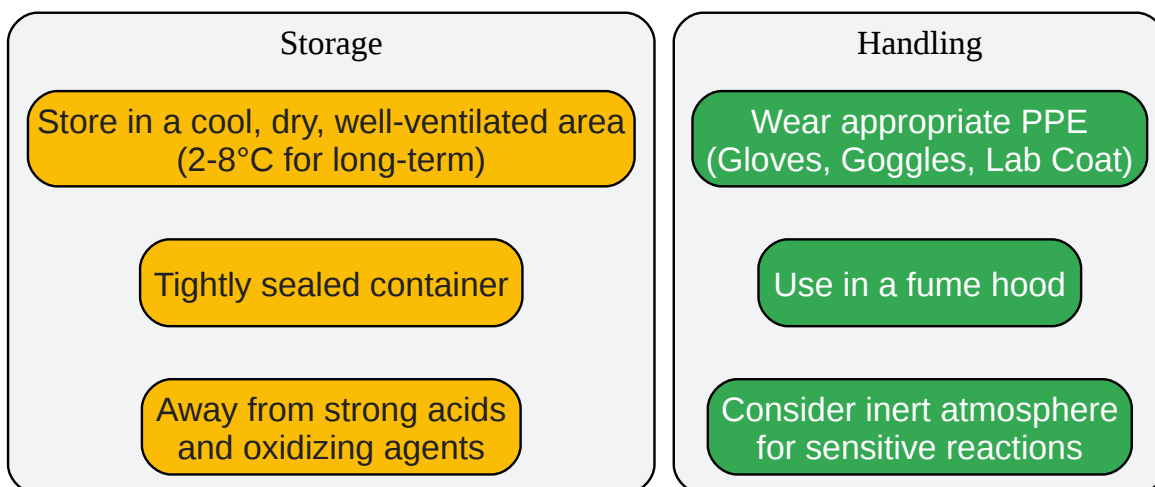 Storage
Store in a cool, dry, well-ventilated area
(2-8°C for long-term)
Tightly sealed container
Away from strong acids
and oxidizing agents
Handling
Wear appropriate PPE
(Gloves, Goggles, Lab Coat)
Use in a fume hood
Consider inert atmosphere
for sensitive reactions